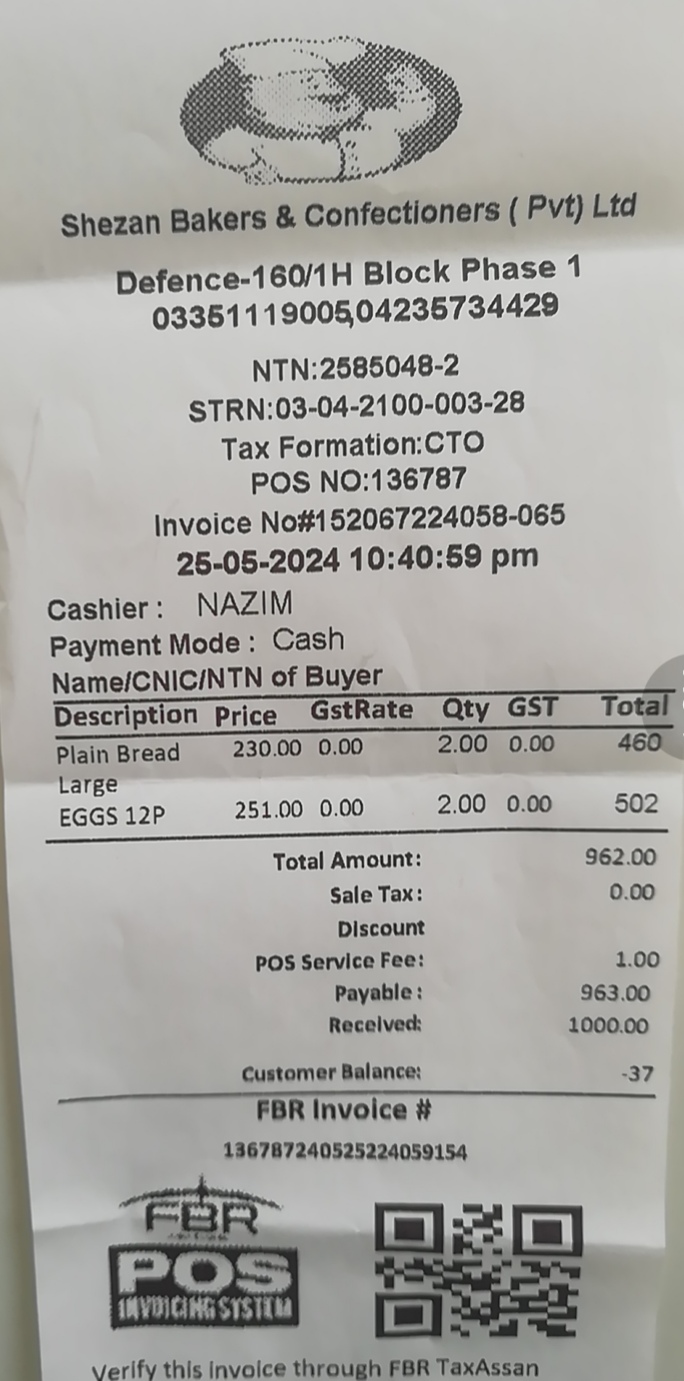 Shezan Bakers & Confectioners ( Pvt) Ltd
Defence-160/1H Block Phase 1
03351119005,04235734429
NTN:2585048-2
STRN:03-04-2100-003-28
Tax Formation:CTO
POS NO:136787
Invoice No#152067224058-065
25-05-2024 10:40:59 pm
Cashier : NAZIM
Payment Mode : Cash
Name/CNIC/NTN of Buyer
Description Price GstRate Qty GST Total
Plain Bread 230.00 0.00 2.00 0.00 460
Large
EGGS 12P 251.00 0.00 2.00 0.00 502
Total Amount: 962.00
Sale Tax: 0.00
Discount
POS Service Fee: 1.00
Payable : 963.00
Received: 1000.00
Customer Balance: -37
FBR Invoice #
136787240525224059154
FBR
POS
INVOICING SYSTEM
Verify this invoice through FBR TaxAssan